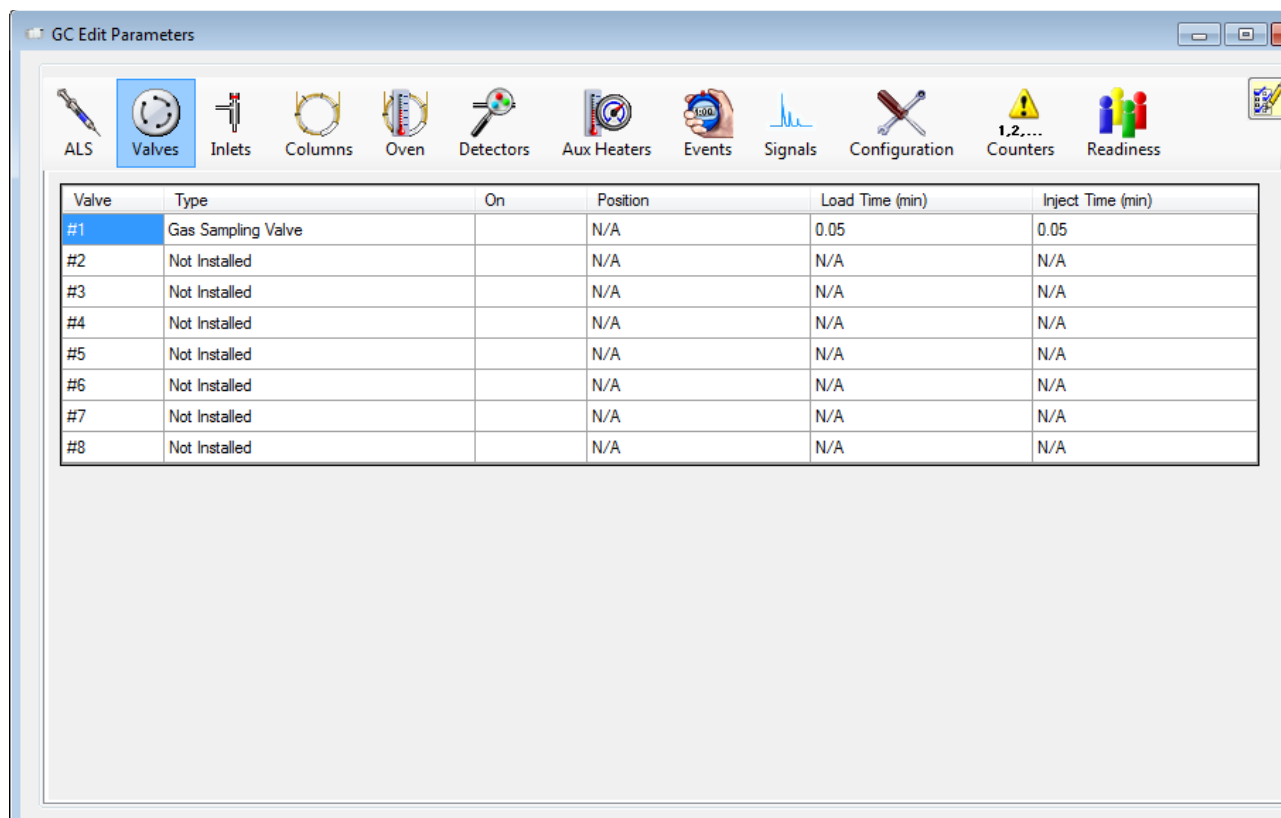 GC Edit Parameters
1:00
1,2,...
ALS Valves Inlets Columns Oven Detectors Aux Heaters Events Signals Configuration Counters Readiness
Valve Type On Position Load Time (min) Inject Time (min)
#1 Gas Sampling Valve N/A 0.05 0.05
#2 Not Installed N/A N/A N/A
#3 Not Installed N/A N/A N/A
#4 Not Installed N/A N/A N/A
#5 Not Installed N/A N/A N/A
#6 Not Installed N/A N/A N/A
#7 Not Installed N/A N/A N/A
#8 Not Installed N/A N/A N/A